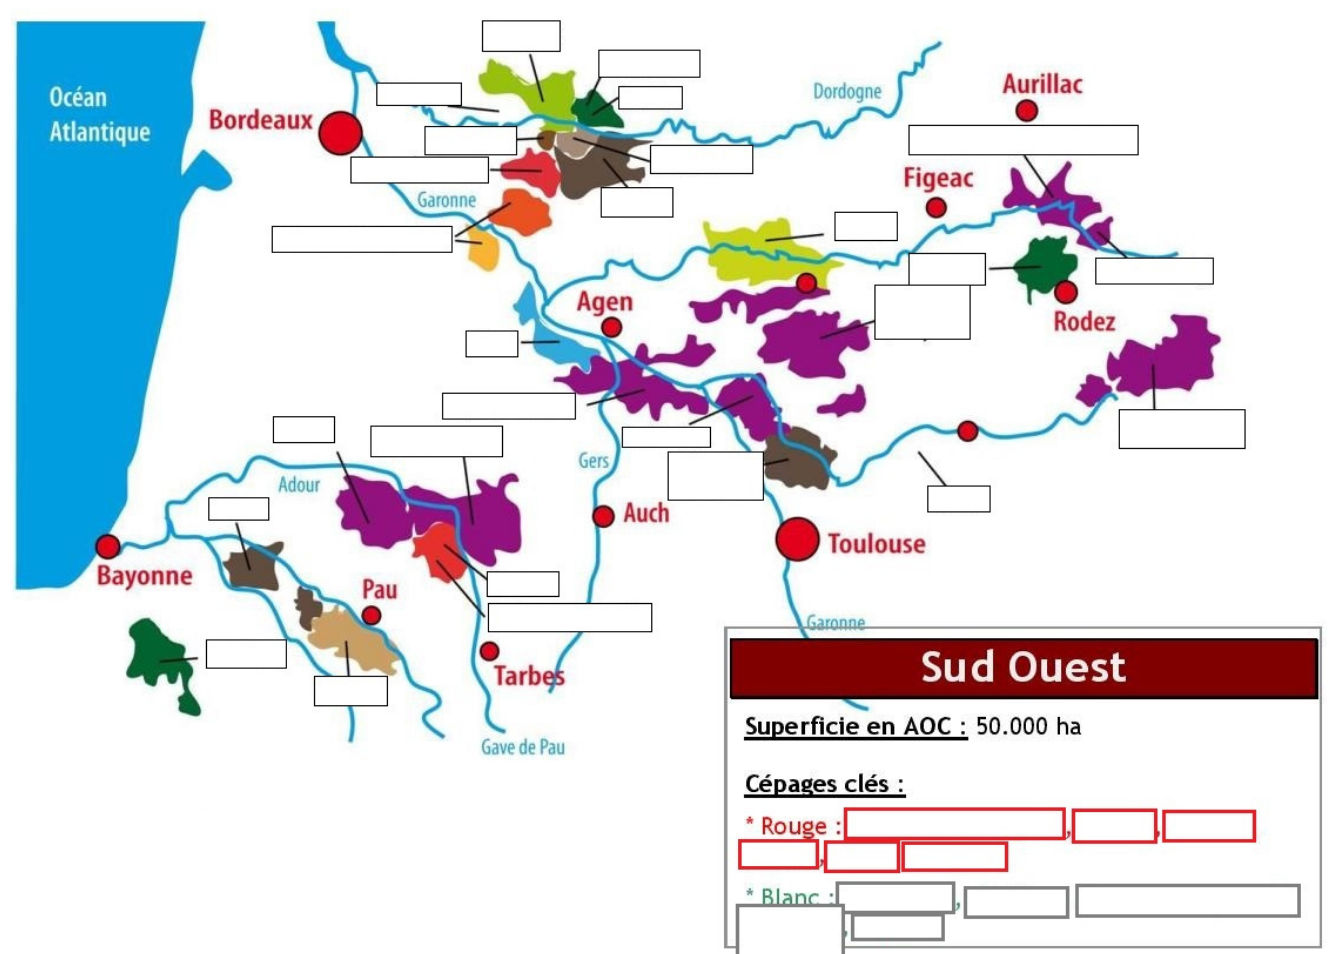 Océan
Atlantique
Bordeaux
Dordogne
Aurillac
Figeac
Garonne
Agen
Rodez
Gers
Adour
Auch
Toulouse
Bayonne
Pau
Garonne
Tarbes
Gave de Pau
Sud Ouest
Superficie en AOC : 50.000 ha
Cépages clés :
* Rouge : , ,
,
* Blanc : ,
,